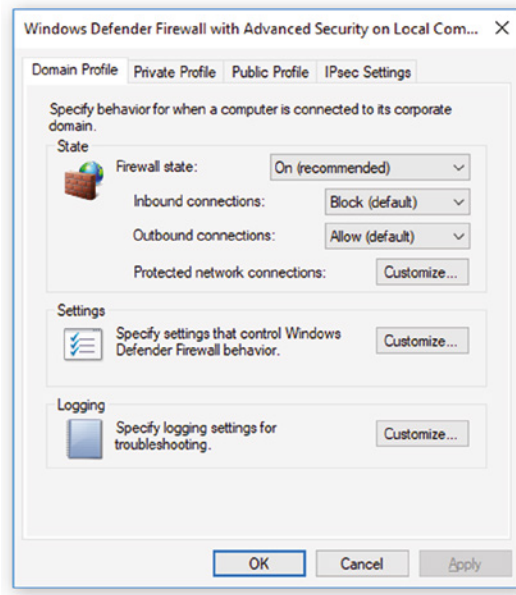 Windows Defender Firewall with Advanced Security on Local Com...
Domain Profile Private Profile Public Profile IPsec Settings
Specify behavior for when a computer is connected to its corporate
domain.
State
Firewall state: On (recommended)
Inbound connections: Block (default)
Outbound connections: Allow (default)
Protected network connections: Customize...
Settings
Specify settings that control Windows
Defender Firewall behavior.
Customize...
Logging
Specify logging settings for
troubleshooting.
Customize...
OK Cancel Apply